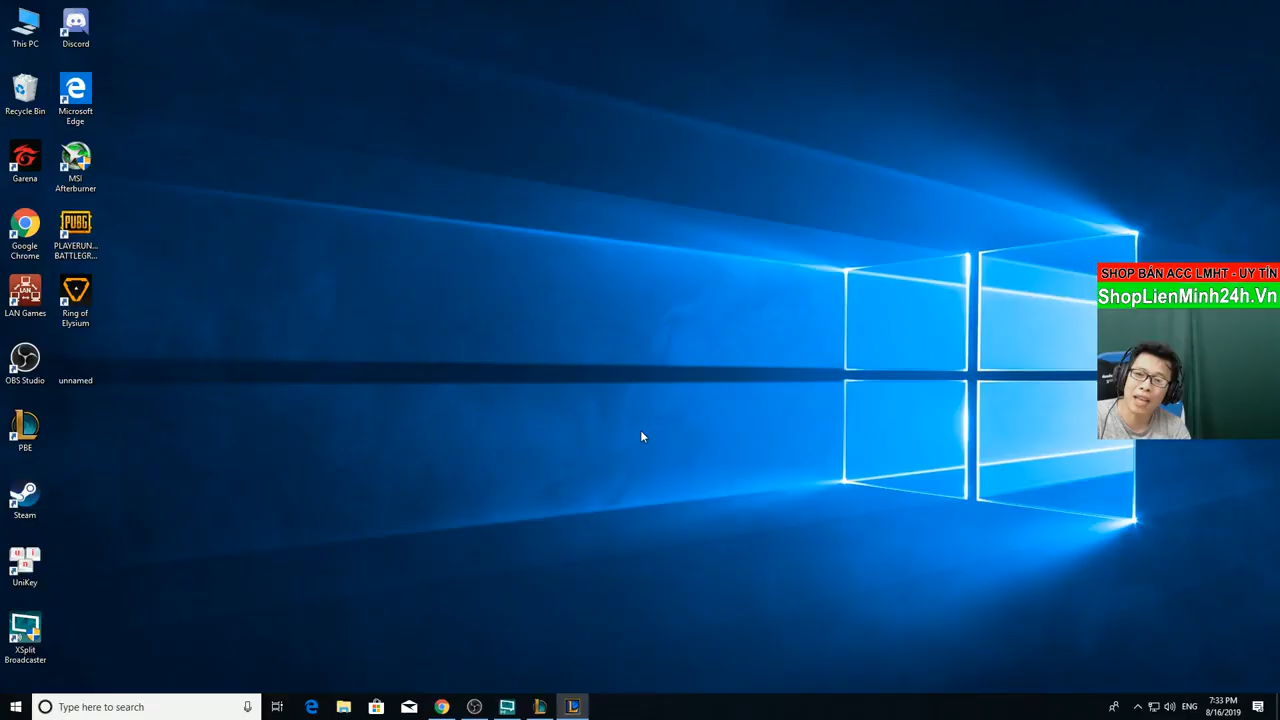 This PC
Discord
Recycle Bin
Microsoft
Edge
Garena
MSI
Afterburner
Google
Chrome
PUBG
PLAYERUN...
BATTLEGR...
LAN
LAN Games
Ring of
Elysium
OBS Studio
unnamed
PBE
Steam
UniKey
XSplit
Broadcaster
SHOP BÁN ACC LMHT - UY TÍN
ShopLienMinh24h.Vn
Type here to search
ENG
7:33 PM
8/16/2019